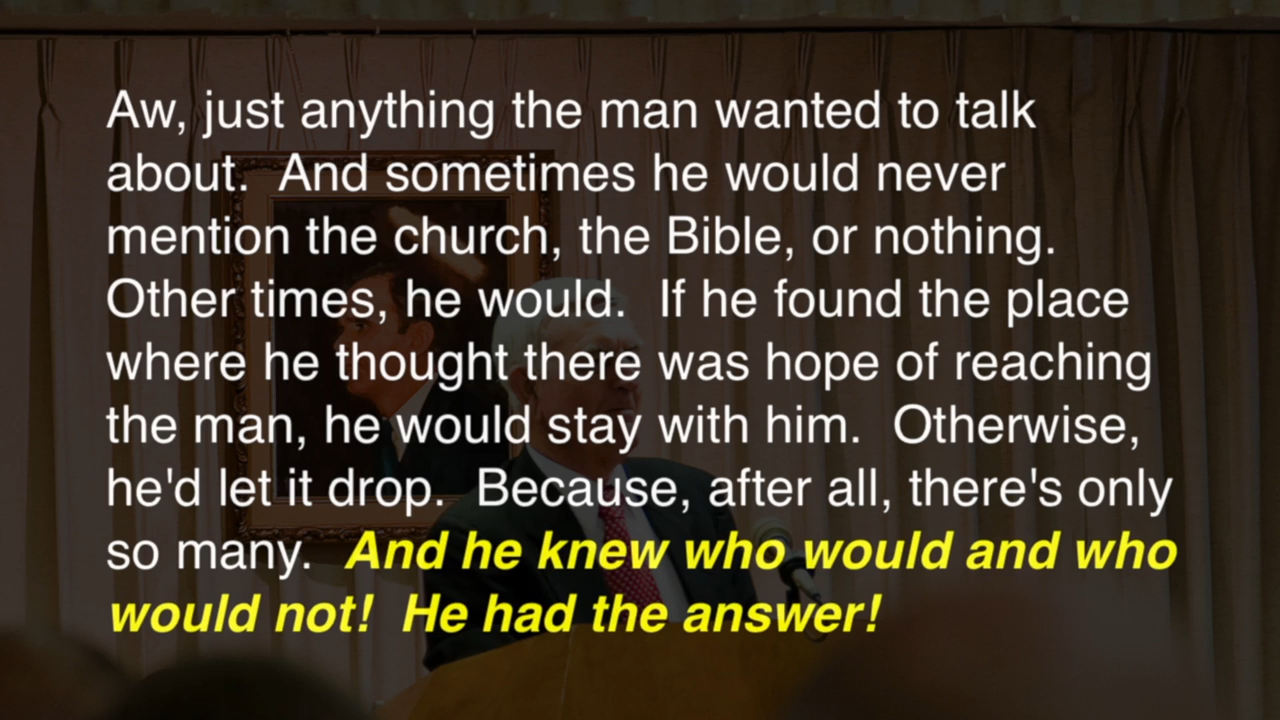 Aw, just anything the man wanted to talk
about.  And sometimes he would never
mention the church, the Bible, or nothing.
Other times, he would.  If he found the place
where he thought there was hope of reaching
the man, he would stay with him.  Otherwise,
he'd let it drop.  Because, after all, there's only
so many.  And he knew who would and who
would not!  He had the answer!